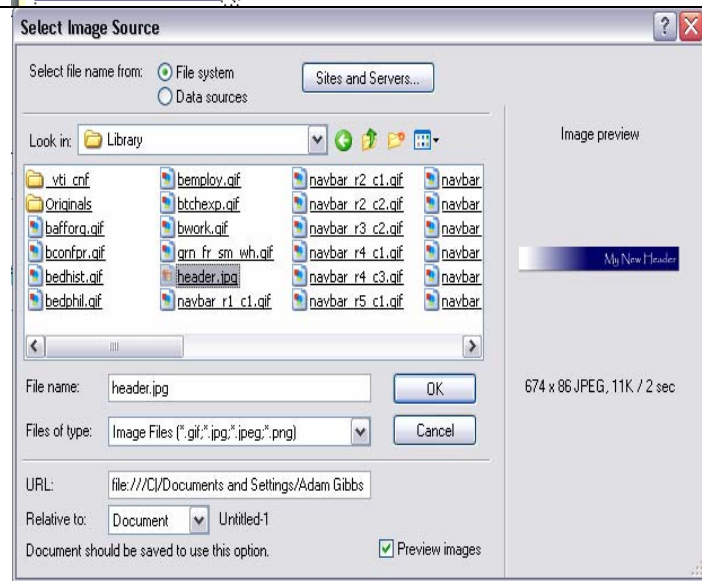 Select Image Source
Select file name from: File system Sites and Servers...
Data sources
Look in: Library
Image preview
_vti_cnf bemploy.gif navbar_r2_c1.gif navbar
Originals btchexp.gif navbar_r2_c2.gif navbar
bafforg.gif bwork.gif navbar_r3_c2.gif navbar
bconfpr.gif grn_fr_sm_wh.gif navbar_r4_c1.gif navbar
bedhist.gif header.jpg navbar_r4_c3.gif navbar
bedphil.gif navbar_r1_c1.gif navbar_r5_c1.gif navbar
My New Header
File name: header.jpg OK
674 x 86 JPEG, 11K / 2 sec
Files of type: Image Files (*.gif;*.jpg;*.jpeg;*.png) Cancel
URL: file:///C|/Documents and Settings/Adam Gibbs
Relative to: Document Untitled-1
Document should be saved to use this option. Preview images